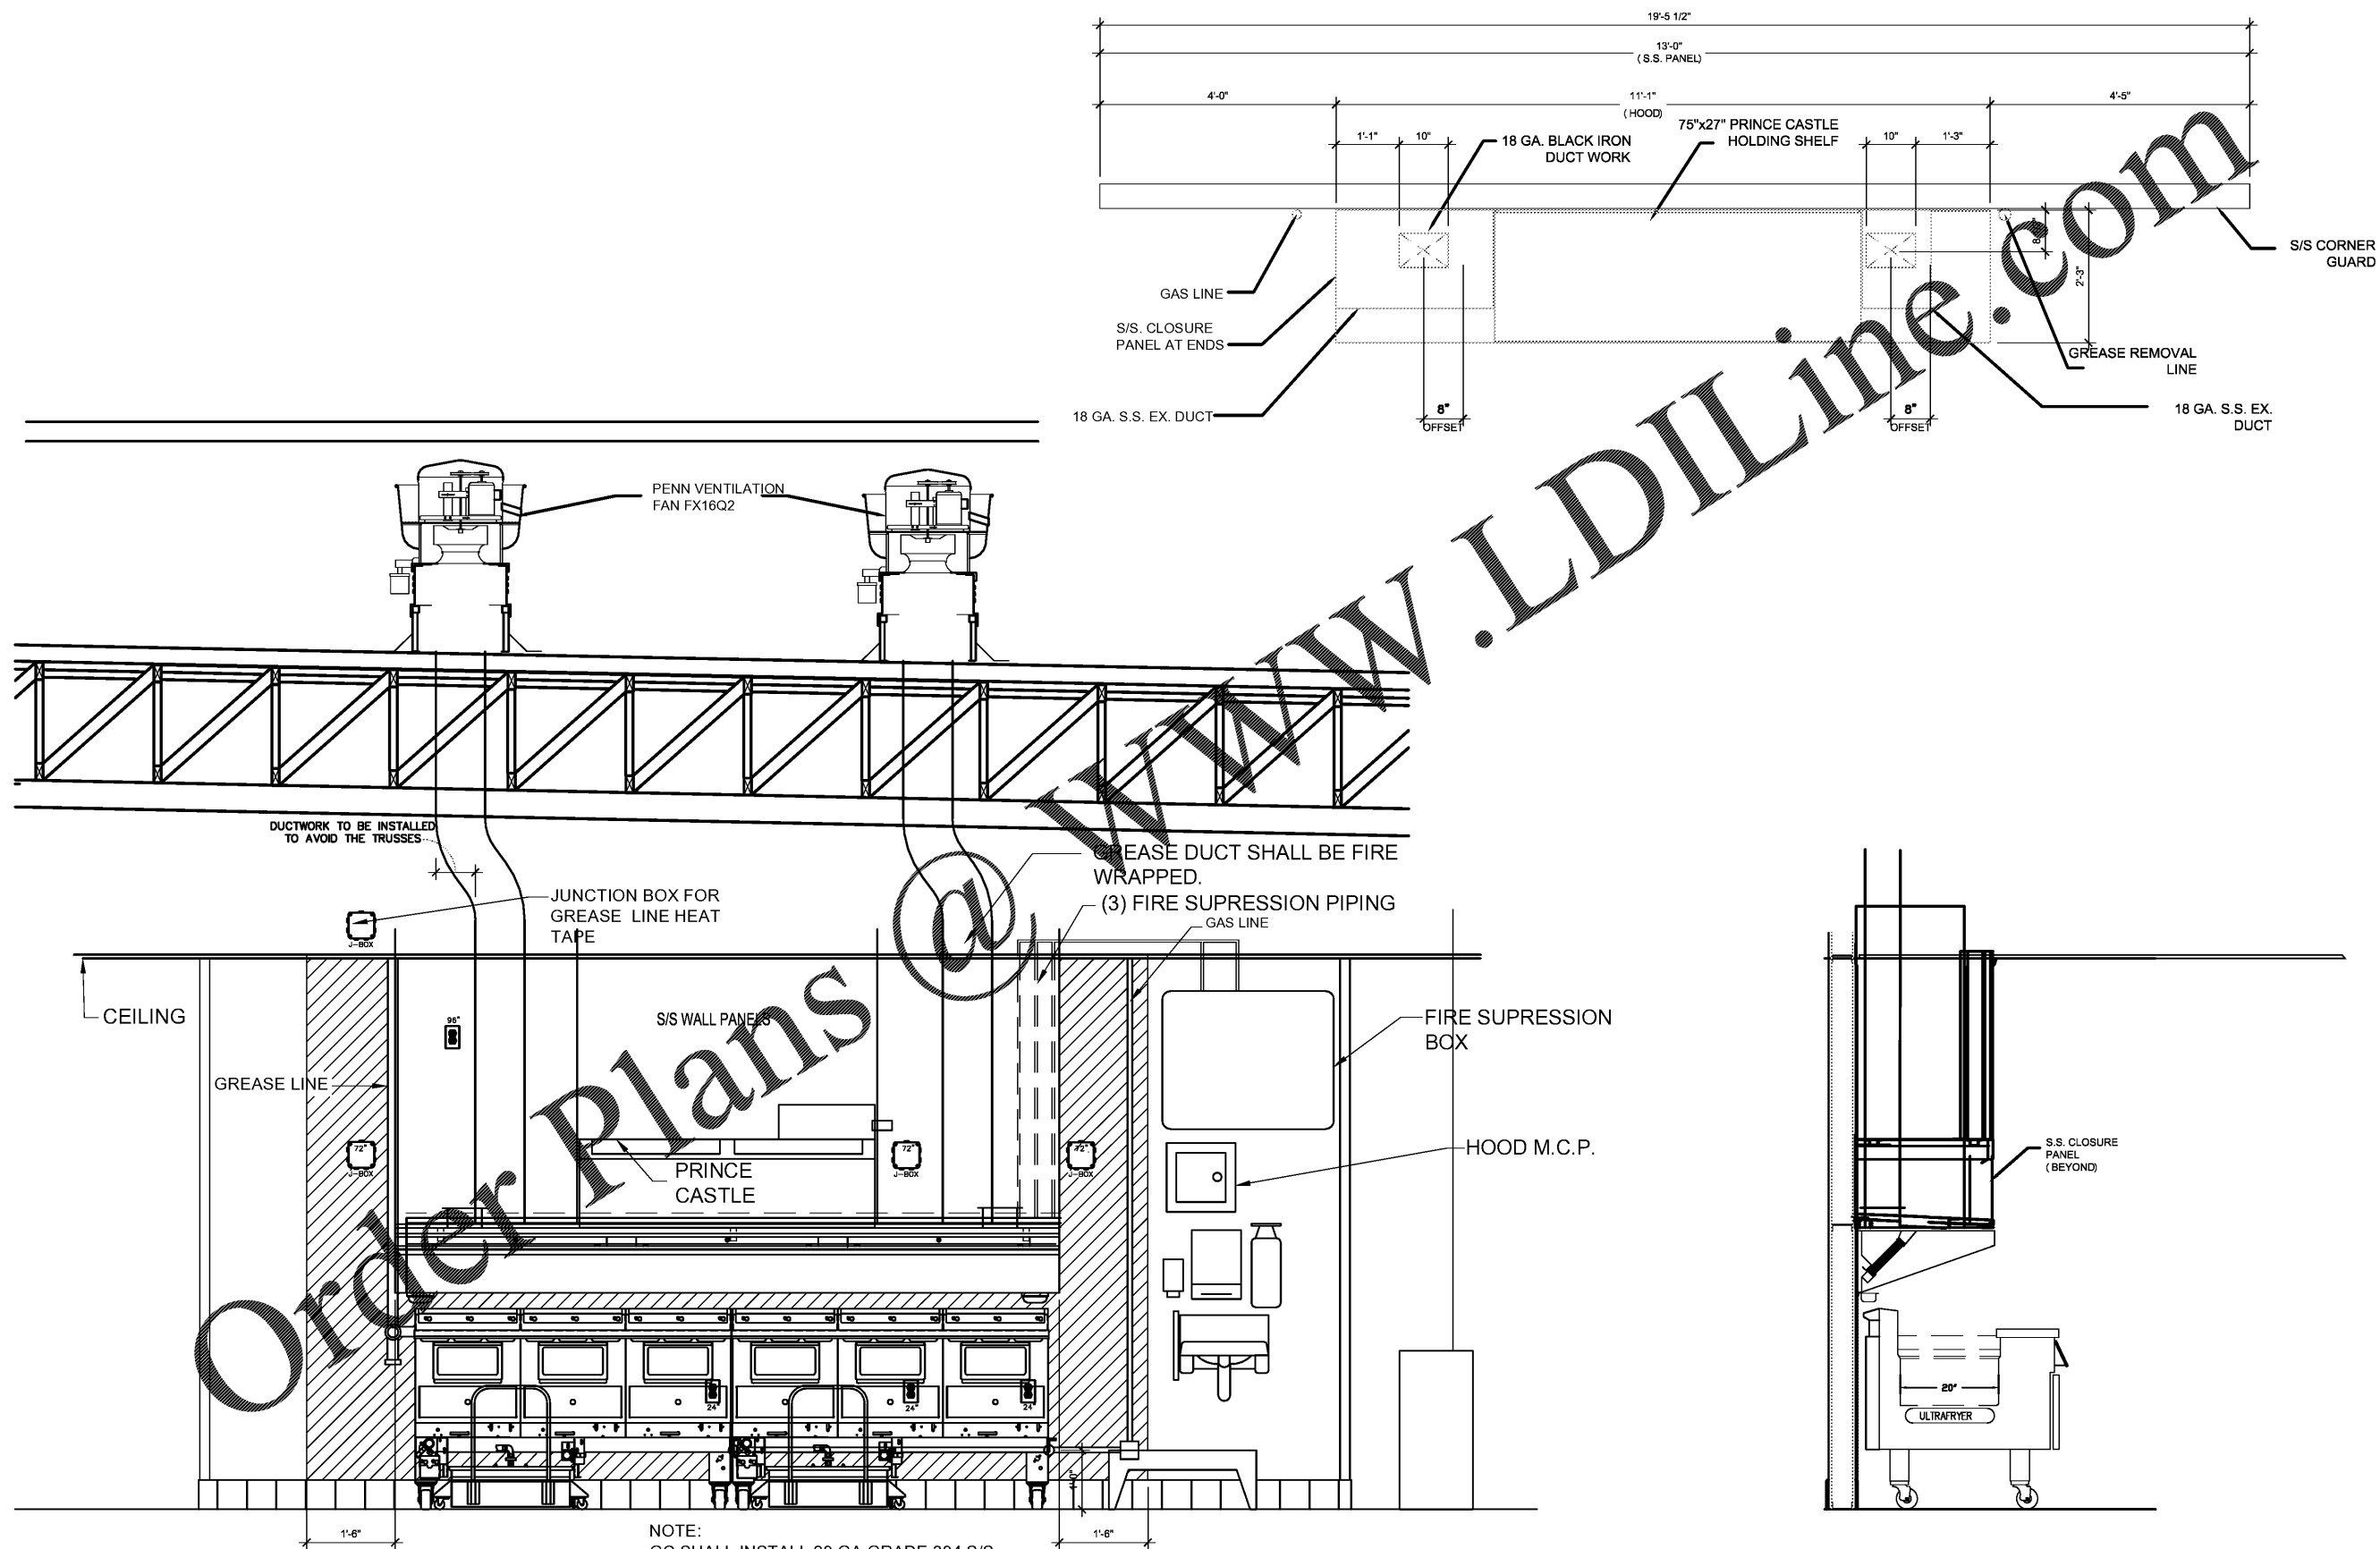 19'-5 1/2"
13'-0"
( S.S. PANEL)
4'-0"
11'-1"
( HOOD)
4'-5"
1'-1"
10"
18 GA. BLACK IRON
DUCT WORK
75"x27" PRINCE CASTLE
HOLDING SHELF
10"
1'-3"
2'-3"
S/S CORNER
GUARD
GAS LINE
S/S. CLOSURE
PANEL AT ENDS
18 GA. S.S. EX. DUCT
8"
OFFSET
8"
OFFSET
GREASE REMOVAL
LINE
18 GA. S.S. EX.
DUCT
PENN VENTILATION
FAN FX16Q2
DUCTWORK TO BE INSTALLED
TO AVOID THE TRUSSES
JUNCTION BOX FOR
GREASE LINE HEAT
TAPE
J-BOX
GREASE DUCT SHALL BE FIRE
WRAPPED.
(3) FIRE SUPRESSION PIPING
GAS LINE
CEILING
S/S WALL PANELS
FIRE SUPRESSION
BOX
GREASE LINE
72"
J-BOX
PRINCE
CASTLE
72"
J-BOX
72"
J-BOX
HOOD M.C.P.
S.S. CLOSURE
PANEL
( BEYOND)
24"
24"
24"
20"
ULTRAFRYER
1'-0"
1'-6"
1'-6"
NOTE:
Order Plans @ www.LDILine.com